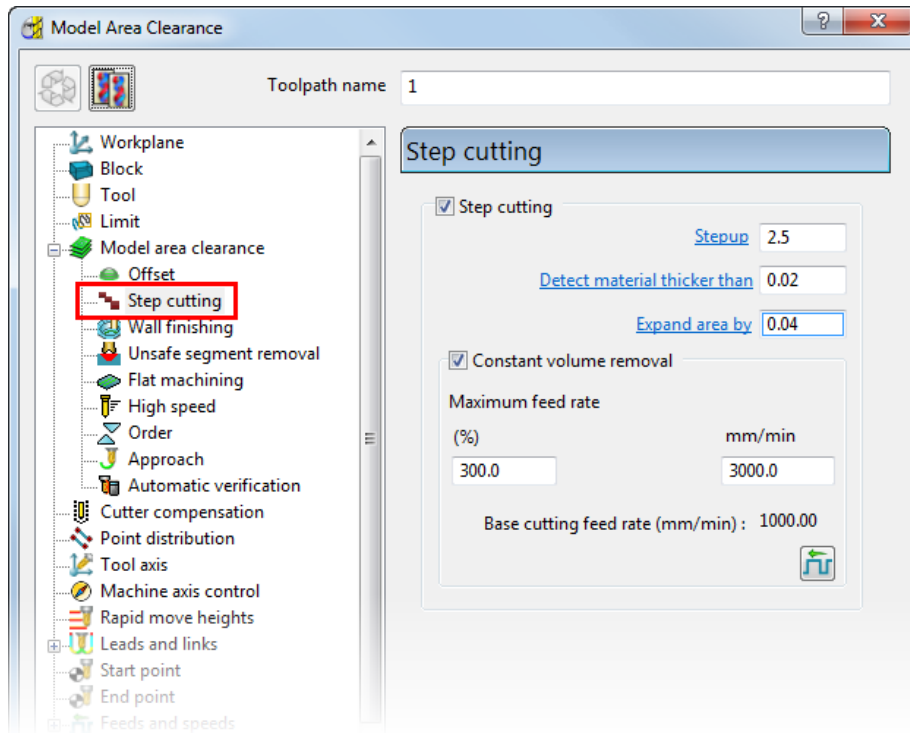 Model Area Clearance
?
X
Toolpath name 1
Workplane
Block
Tool
Limit
Model area clearance
Offset
Step cutting
Wall finishing
Unsafe segment removal
Flat machining
High speed
Order
Approach
Automatic verification
Cutter compensation
Point distribution
Tool axis
Machine axis control
Rapid move heights
Leads and links
Start point
End point
Feeds and speeds
Step cutting
Step cutting
Stepup 2.5
Detect material thicker than 0.02
Expand area by 0.04
Constant volume removal
Maximum feed rate
(%) mm/min
300.0 3000.0
Base cutting feed rate (mm/min) : 1000.00